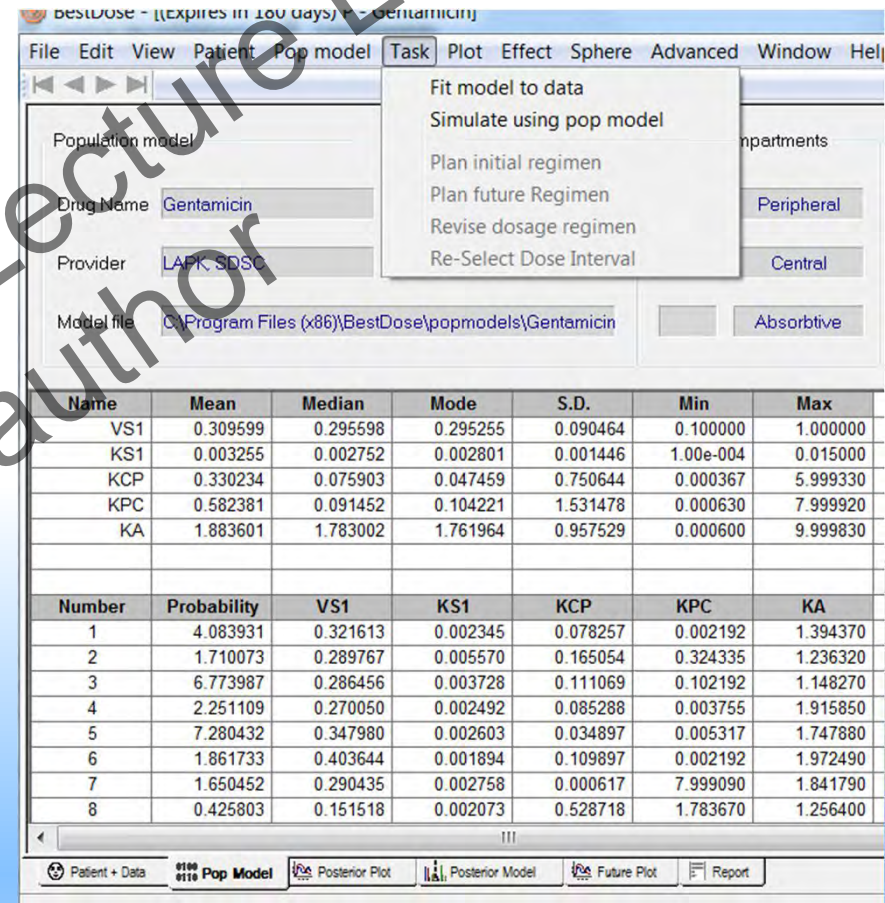 BestDose - [(Expires in 180 days) P - Gentamicin]
File Edit View Patient Pop model Task Plot Effect Sphere Advanced Window Help
Fit model to data
Simulate using pop model
Plan initial regimen
Plan future Regimen
Revise dosage regimen
Re-Select Dose Interval
Population model
mpartments
Drug Name Gentamicin
Peripheral
Provider LAPK, SDSC
Central
Model file C:\Program Files (x86)\BestDose\popmodels\Gentamicin
Absorbtive
Name Mean Median Mode S.D. Min Max
VS1 0.309599 0.295598 0.295255 0.090464 0.100000 1.000000
KS1 0.003255 0.002752 0.002801 0.001446 1.00e-004 0.015000
KCP 0.330234 0.075903 0.047459 0.750644 0.000367 5.999330
KPC 0.582381 0.091452 0.104221 1.531478 0.000630 7.999920
KA 1.883601 1.783002 1.761964 0.957529 0.000600 9.999830
Number Probability VS1 KS1 KCP KPC KA
1 4.083931 0.321613 0.002345 0.078257 0.002192 1.394370
2 1.710073 0.289767 0.005570 0.165054 0.324335 1.236320
3 6.773987 0.286456 0.003728 0.111069 0.102192 1.148270
4 2.251109 0.270050 0.002492 0.085288 0.003755 1.915850
5 7.280432 0.347980 0.002603 0.034897 0.005317 1.747880
6 1.861733 0.403644 0.001894 0.109897 0.002192 1.972490
7 1.650452 0.290435 0.002758 0.000617 7.999090 1.841790
8 0.425803 0.151518 0.002073 0.528718 1.783670 1.256400
Patient + Data Pop Model Posterior Plot Posterior Model Future Plot Report
Lecture
author